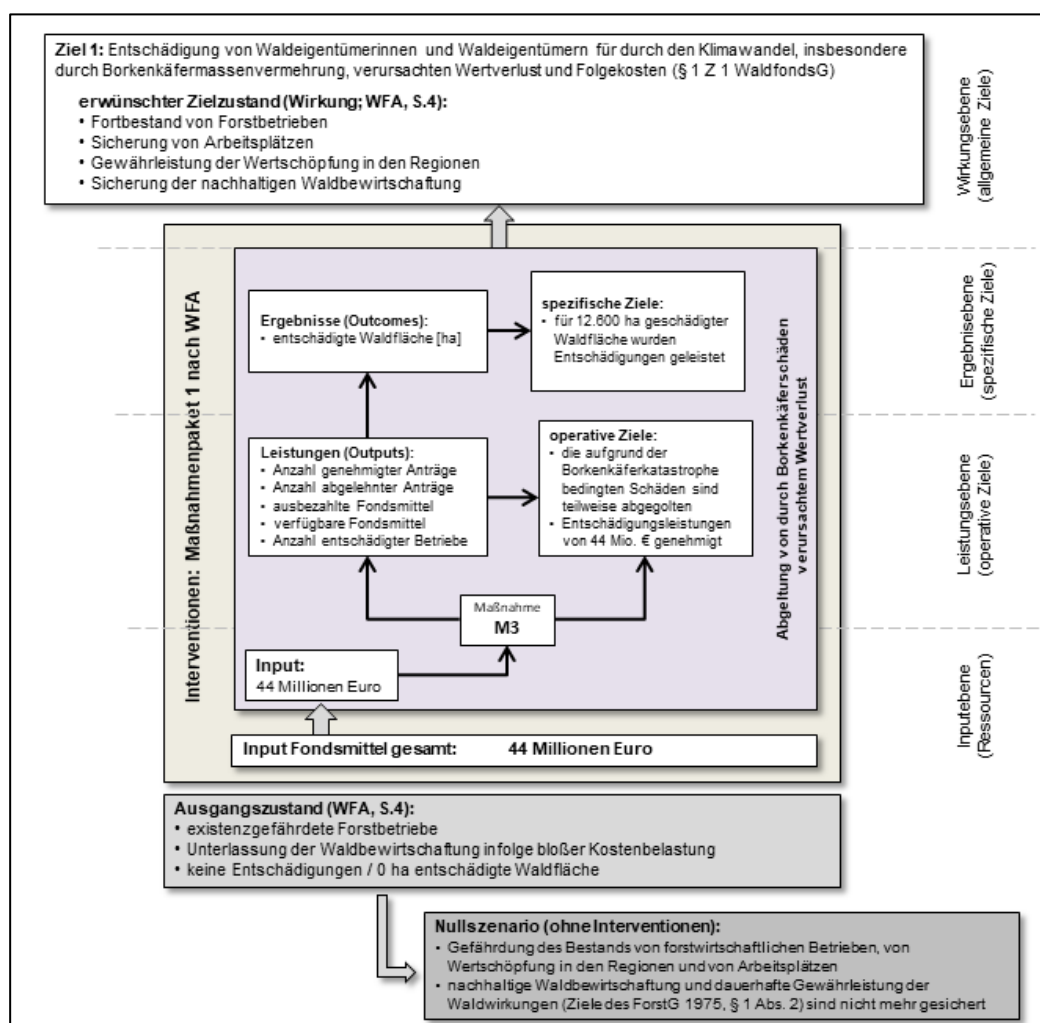 Ziel 1: Entschädigung von Waldeigentümerinnen und Waldeigentümern für durch den Klimawandel, insbesondere
durch Borkenkäfermassenvermehrung, verursachten Wertverlust und Folgekosten (§ 1 Z 1 WaldfondsG)
erwünschter Zielzustand (Wirkung; WFA, S.4):
• Fortbestand von Forstbetrieben
• Sicherung von Arbeitsplätzen
• Gewährleistung der Wertschöpfung in den Regionen
• Sicherung der nachhaltigen Waldbewirtschaftung
Wirkungsebene
(allgemeine Ziele)
Interventionen: Maßnahmenpaket 1 nach WFA
Ergebnisse (Outcomes):
• entschädigte Waldfläche [ha]
spezifische Ziele:
• für 12.600 ha geschädigter
Waldfläche wurden
Entschädigungen geleistet
Ergebnisebene
(spezifische Ziele)
Leistungen (Outputs):
• Anzahl genehmigter Anträge
• Anzahl abgelehnter Anträge
• ausbezahlte Fondsmittel
• verfügbare Fondsmittel
• Anzahl entschädigter Betriebe
operative Ziele:
• die aufgrund der
Borkenkäferkatastrophe
bedingten Schäden sind
teilweise abgegolten
• Entschädigungsleistungen
von 44 Mio. € genehmigt
Abgeltung von durch Borkenkäferschäden
verursachtem Wertverlust
Leistungsebene
(operative Ziele)
Maßnahme
M3
Input:
44 Millionen Euro
Input Fondsmittel gesamt: 44 Millionen Euro
Inputebene
(Ressourcen)
Ausgangszustand (WFA, S.4):
• existenzgefährdete Forstbetriebe
• Unterlassung der Waldbewirtschaftung infolge bloßer Kostenbelastung
• keine Entschädigungen / 0 ha entschädigte Waldfläche
Nullszenario (ohne Interventionen):
• Gefährdung des Bestands von forstwirtschaftlichen Betrieben, von
Wertschöpfung in den Regionen und von Arbeitsplätzen
• nachhaltige Waldbewirtschaftung und dauerhafte Gewährleistung der
Waldwirkungen (Ziele des ForstG 1975, § 1 Abs. 2) sind nicht mehr gesichert